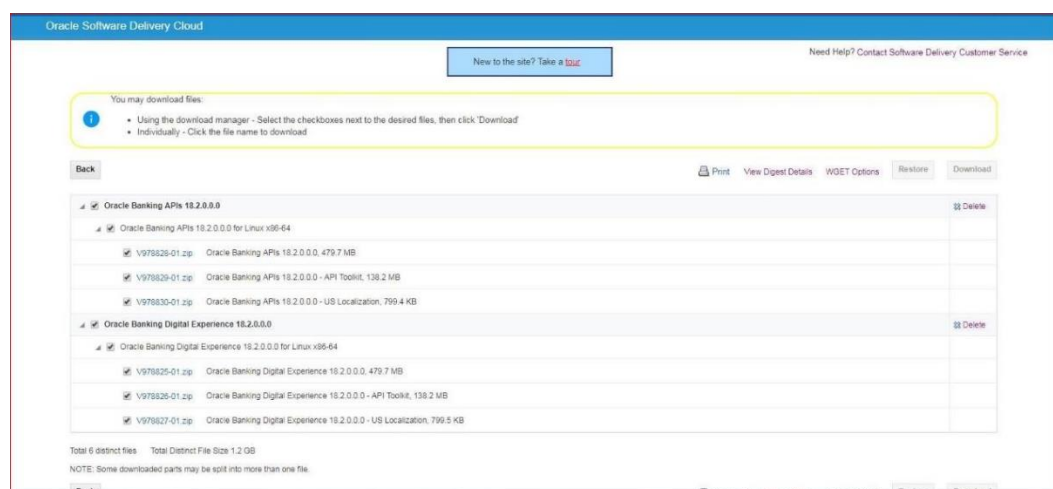 Oracle Software Delivery Cloud
Need Help? Contact Software Delivery Customer Service
New to the site? Take a tour
You may download files:
Using the download manager - Select the checkboxes next to the desired files, then click 'Download'
Individually - Click the file name to download
Back Print View Digest Details WGET Options Restore Download
Oracle Banking APIs 18.2.0.0.0 Delete
Oracle Banking APIs 18.2.0.0.0 for Linux x86-64
V978828-01.zip Oracle Banking APIs 18.2.0.0.0, 479.7 MB
V978829-01.zip Oracle Banking APIs 18.2.0.0.0 - API Toolkit, 138.2 MB
V978830-01.zip Oracle Banking APIs 18.2.0.0.0 - US Localization, 799.4 KB
Oracle Banking Digital Experience 18.2.0.0.0 Delete
Oracle Banking Digital Experience 18.2.0.0.0 for Linux x86-64
V978825-01.zip Oracle Banking Digital Experience 18.2.0.0.0, 479.7 MB
V978826-01.zip Oracle Banking Digital Experience 18.2.0.0.0 - API Toolkit, 138.2 MB
V978827-01.zip Oracle Banking Digital Experience 18.2.0.0.0 - US Localization, 799.5 KB
Total 6 distinct files Total Distinct File Size 1.2 GB
NOTE: Some downloaded parts may be split into more than one file.